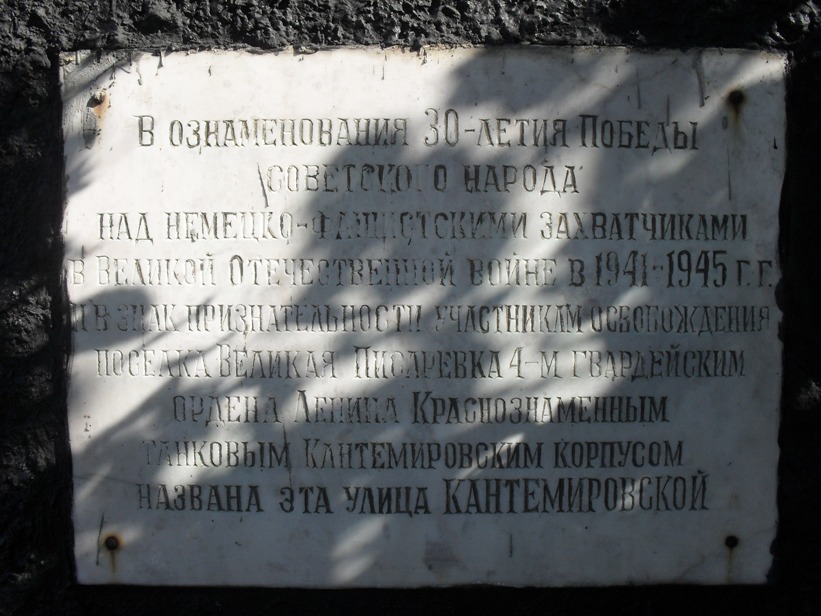 В ознаменования 30-летия Победы
советского народа
над немецко-фашистскими захватчиками
в Великой Отечественной войне в 1941-1945 г.г.
и в знак признательности участникам освобождения
поселка Великая Писаревка 4-м гвардейским
ордена Ленина Краснознаменным
танковым Кантемировским корпусом
названа эта улица Кантемировской